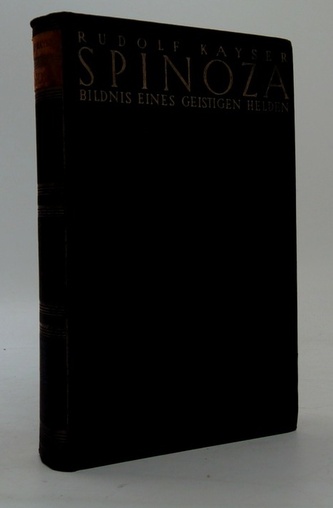 RUDOLF KAYSER
SPINOZA
BILDNIS EINES GEISTIGEN HELDEN